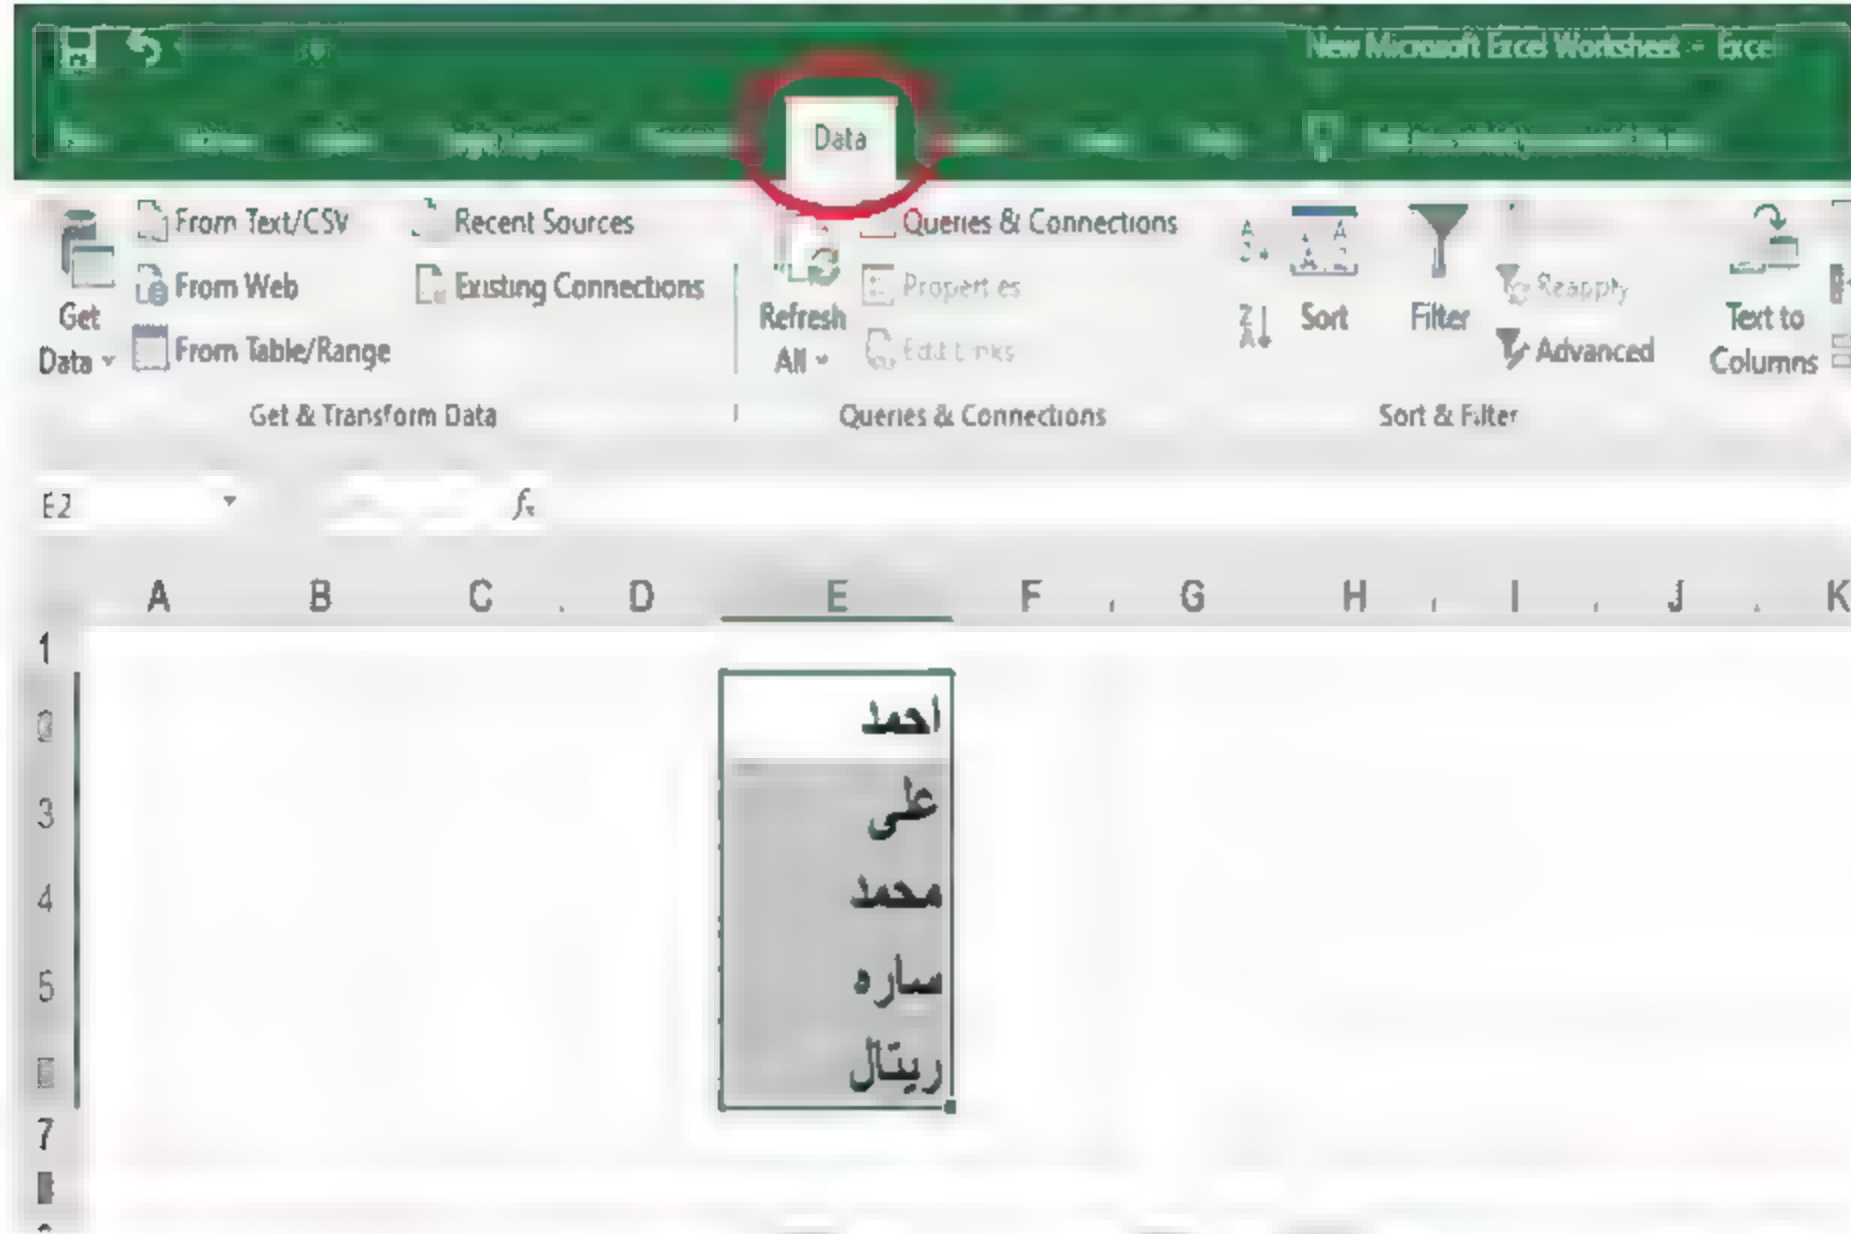 New Microsoft Excel Worksheet - Excel
Data
From Text/CSV
Recent Sources
Queries & Connections
From Web
Existing Connections
Properties
Reapply
Get
Data
Refresh
All
Sort
Filter
Text to
Columns
From Table/Range
Edit Links
Advanced
Get & Transform Data
Queries & Connections
Sort & Filter
E2
fx
A B C D E F G H I J K
1
احمد
3 على
4 محمد
5 ساره
ريتال
7